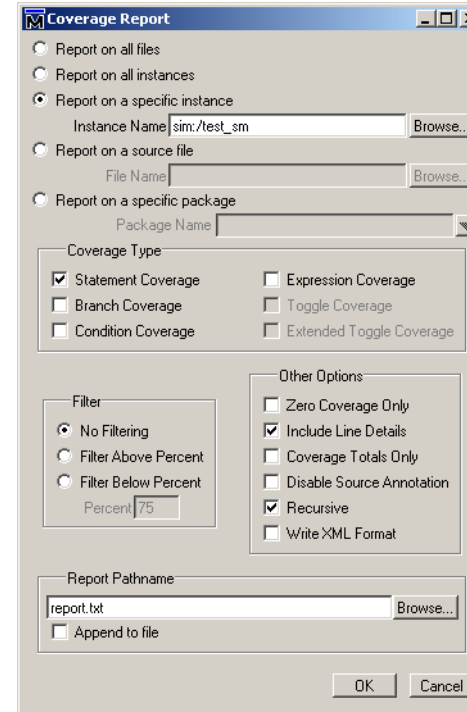 Coverage Report
Report on all files
Report on all instances
Report on a specific instance
Instance Name sim:/test_sm Browse...
Report on a source file
File Name Browse...
Report on a specific package
Package Name
Coverage Type
Statement Coverage Expression Coverage
Branch Coverage Toggle Coverage
Condition Coverage Extended Toggle Coverage
Other Options
Filter Zero Coverage Only
No Filtering Include Line Details
Filter Above Percent Coverage Totals Only
Filter Below Percent Disable Source Annotation
Percent 75 Recursive
Write XML Format
Report Pathname
report.txt Browse...
Append to file
OK Cancel